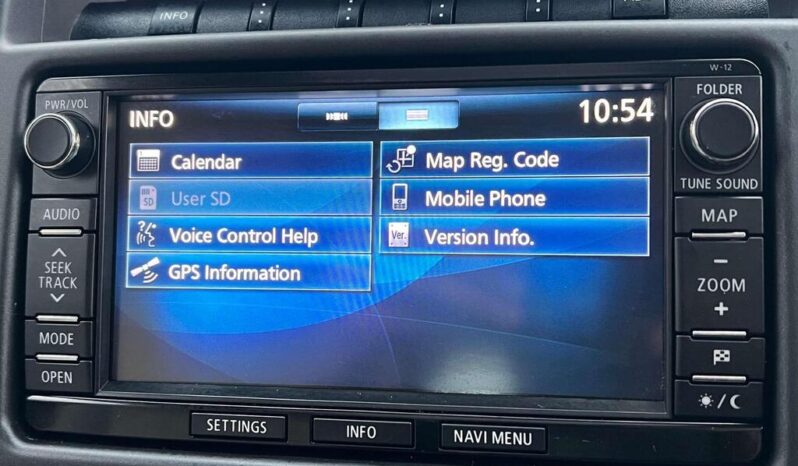 INFO
W-12
PWR/VOL
INFO
10:54
FOLDER
TUNE SOUND
Calendar
Map Reg. Code
User SD
Mobile Phone
Voice Control Help
Ver.
Version Info.
GPS Information
AUDIO
SEEK
TRACK
MODE
OPEN
MAP
ZOOM
SETTINGS
INFO
NAVI MENU